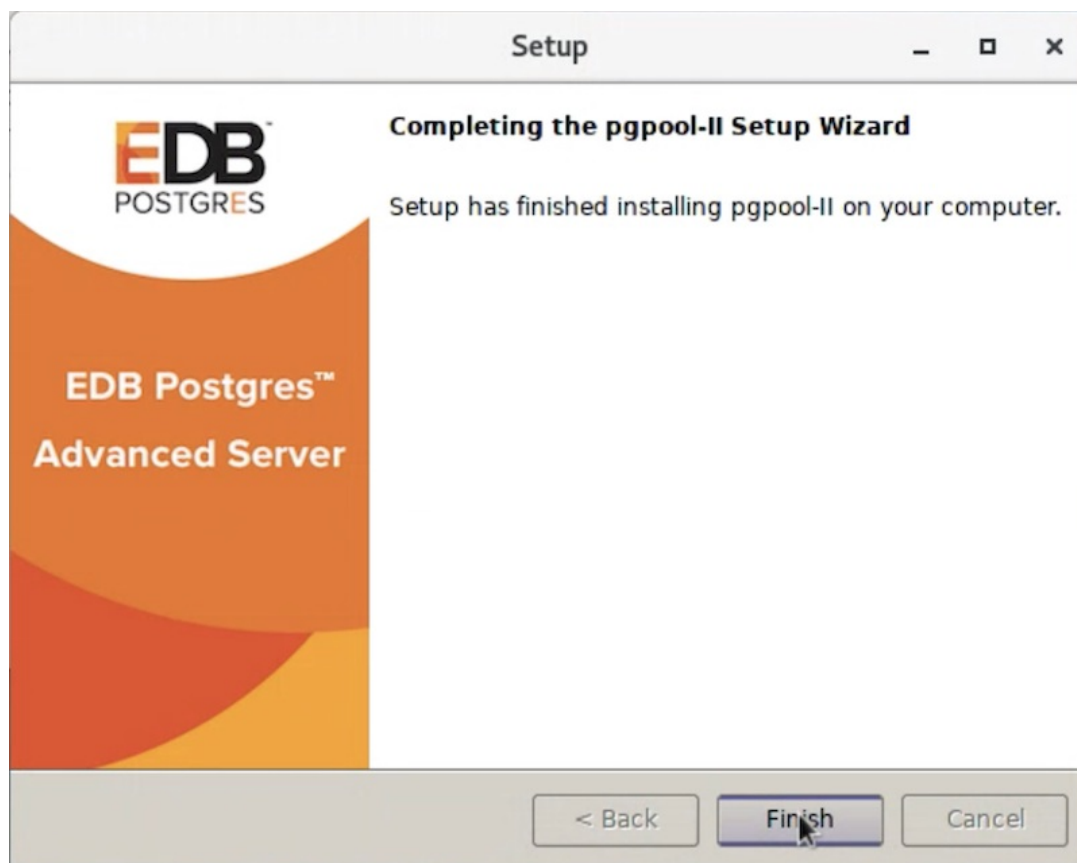 Setup
EDB™
POSTGRES
Completing the pgpool-II Setup Wizard
Setup has finished installing pgpool-II on your computer.
EDB Postgres™
Advanced Server
< Back
Finish
Cancel